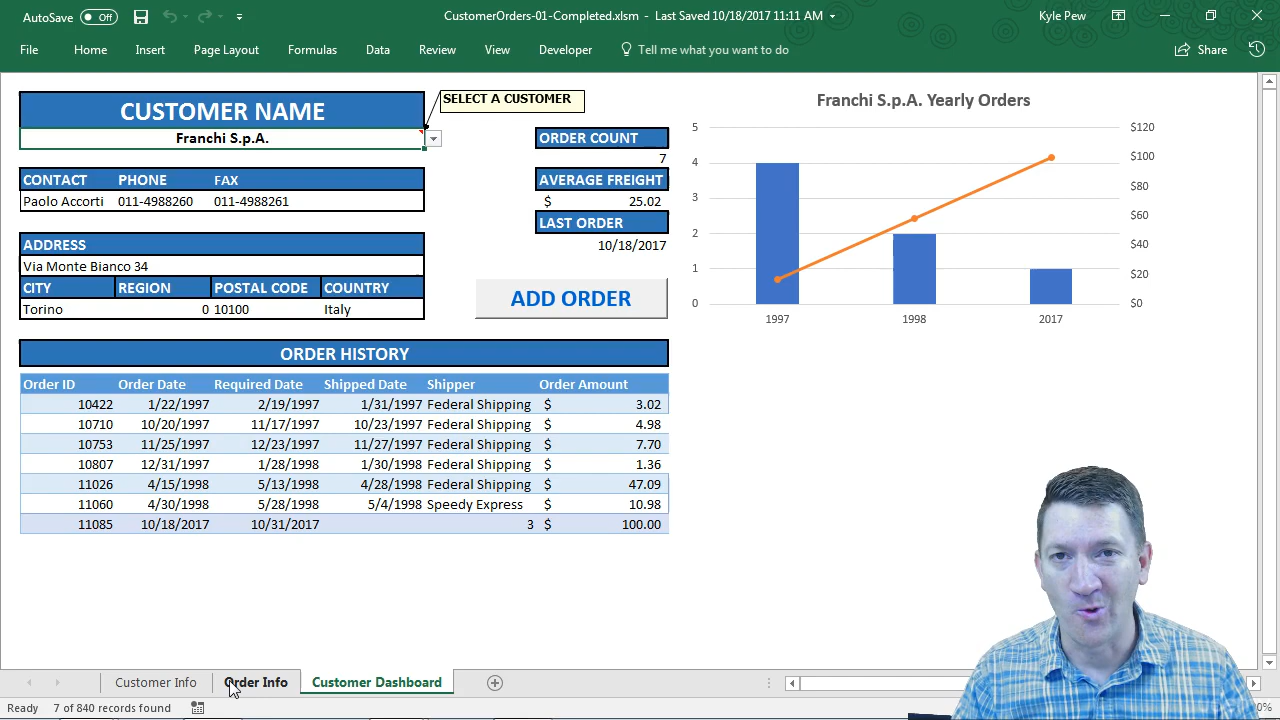 AutoSave Off CustomerOrders-01-Completed.xlsm - Last Saved 10/18/2017 11:11 AM Kyle Pew
File Home Insert Page Layout Formulas Data Review View Developer Tell me what you want to do Share
CUSTOMER NAME
Franchi S.p.A.
SELECT A CUSTOMER
CONTACT PHONE FAX
Paolo Accorti 011-4988260 011-4988261
ADDRESS
Via Monte Bianco 34
CITY REGION POSTAL CODE COUNTRY
Torino 0 10100 Italy
ORDER COUNT
7
AVERAGE FREIGHT
$ 25.02
LAST ORDER
10/18/2017
ADD ORDER
Franchi S.p.A. Yearly Orders
5 $120
4 $100
3 $80
2 $60
1 $40
0 $20
$0
1997 1998 2017
ORDER HISTORY
Order ID Order Date Required Date Shipped Date Shipper Order Amount
10422 1/22/1997 2/19/1997 1/31/1997 Federal Shipping $ 3.02
10710 10/20/1997 11/17/1997 10/23/1997 Federal Shipping $ 4.98
10753 11/25/1997 12/23/1997 11/27/1997 Federal Shipping $ 7.70
10807 12/31/1997 1/28/1998 1/30/1998 Federal Shipping $ 1.36
11026 4/15/1998 5/13/1998 4/28/1998 Federal Shipping $ 47.09
11060 4/30/1998 5/28/1998 5/4/1998 Speedy Express $ 10.98
11085 10/18/2017 10/31/2017 3 $ 100.00
Customer Info Order Info Customer Dashboard
Ready 7 of 840 records found